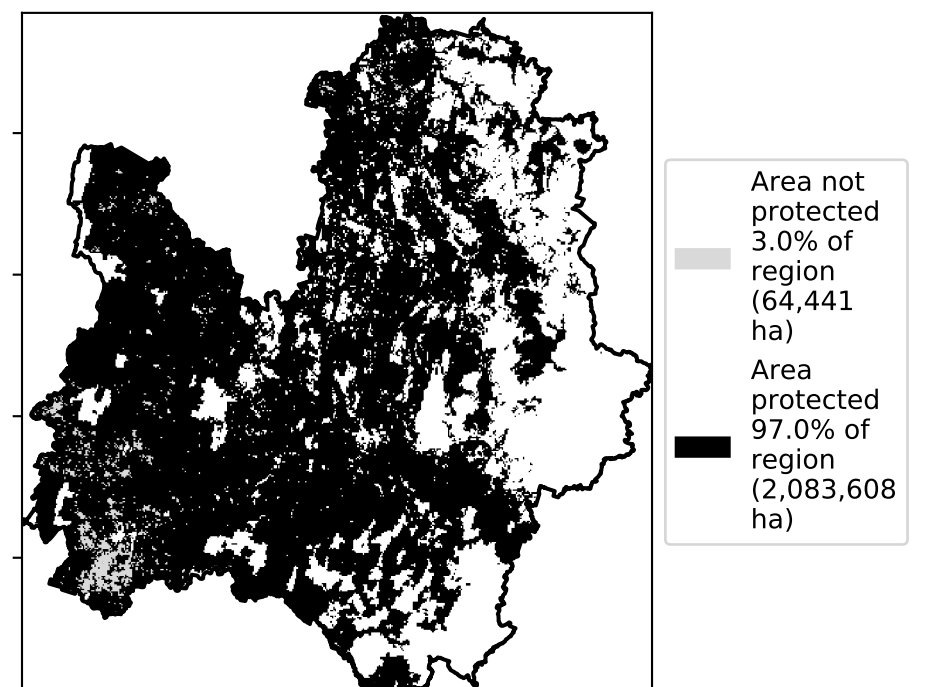 Area not
protected
3.0% of
region
(64,441
ha)
Area
protected
97.0% of
region
(2,083,608
ha)